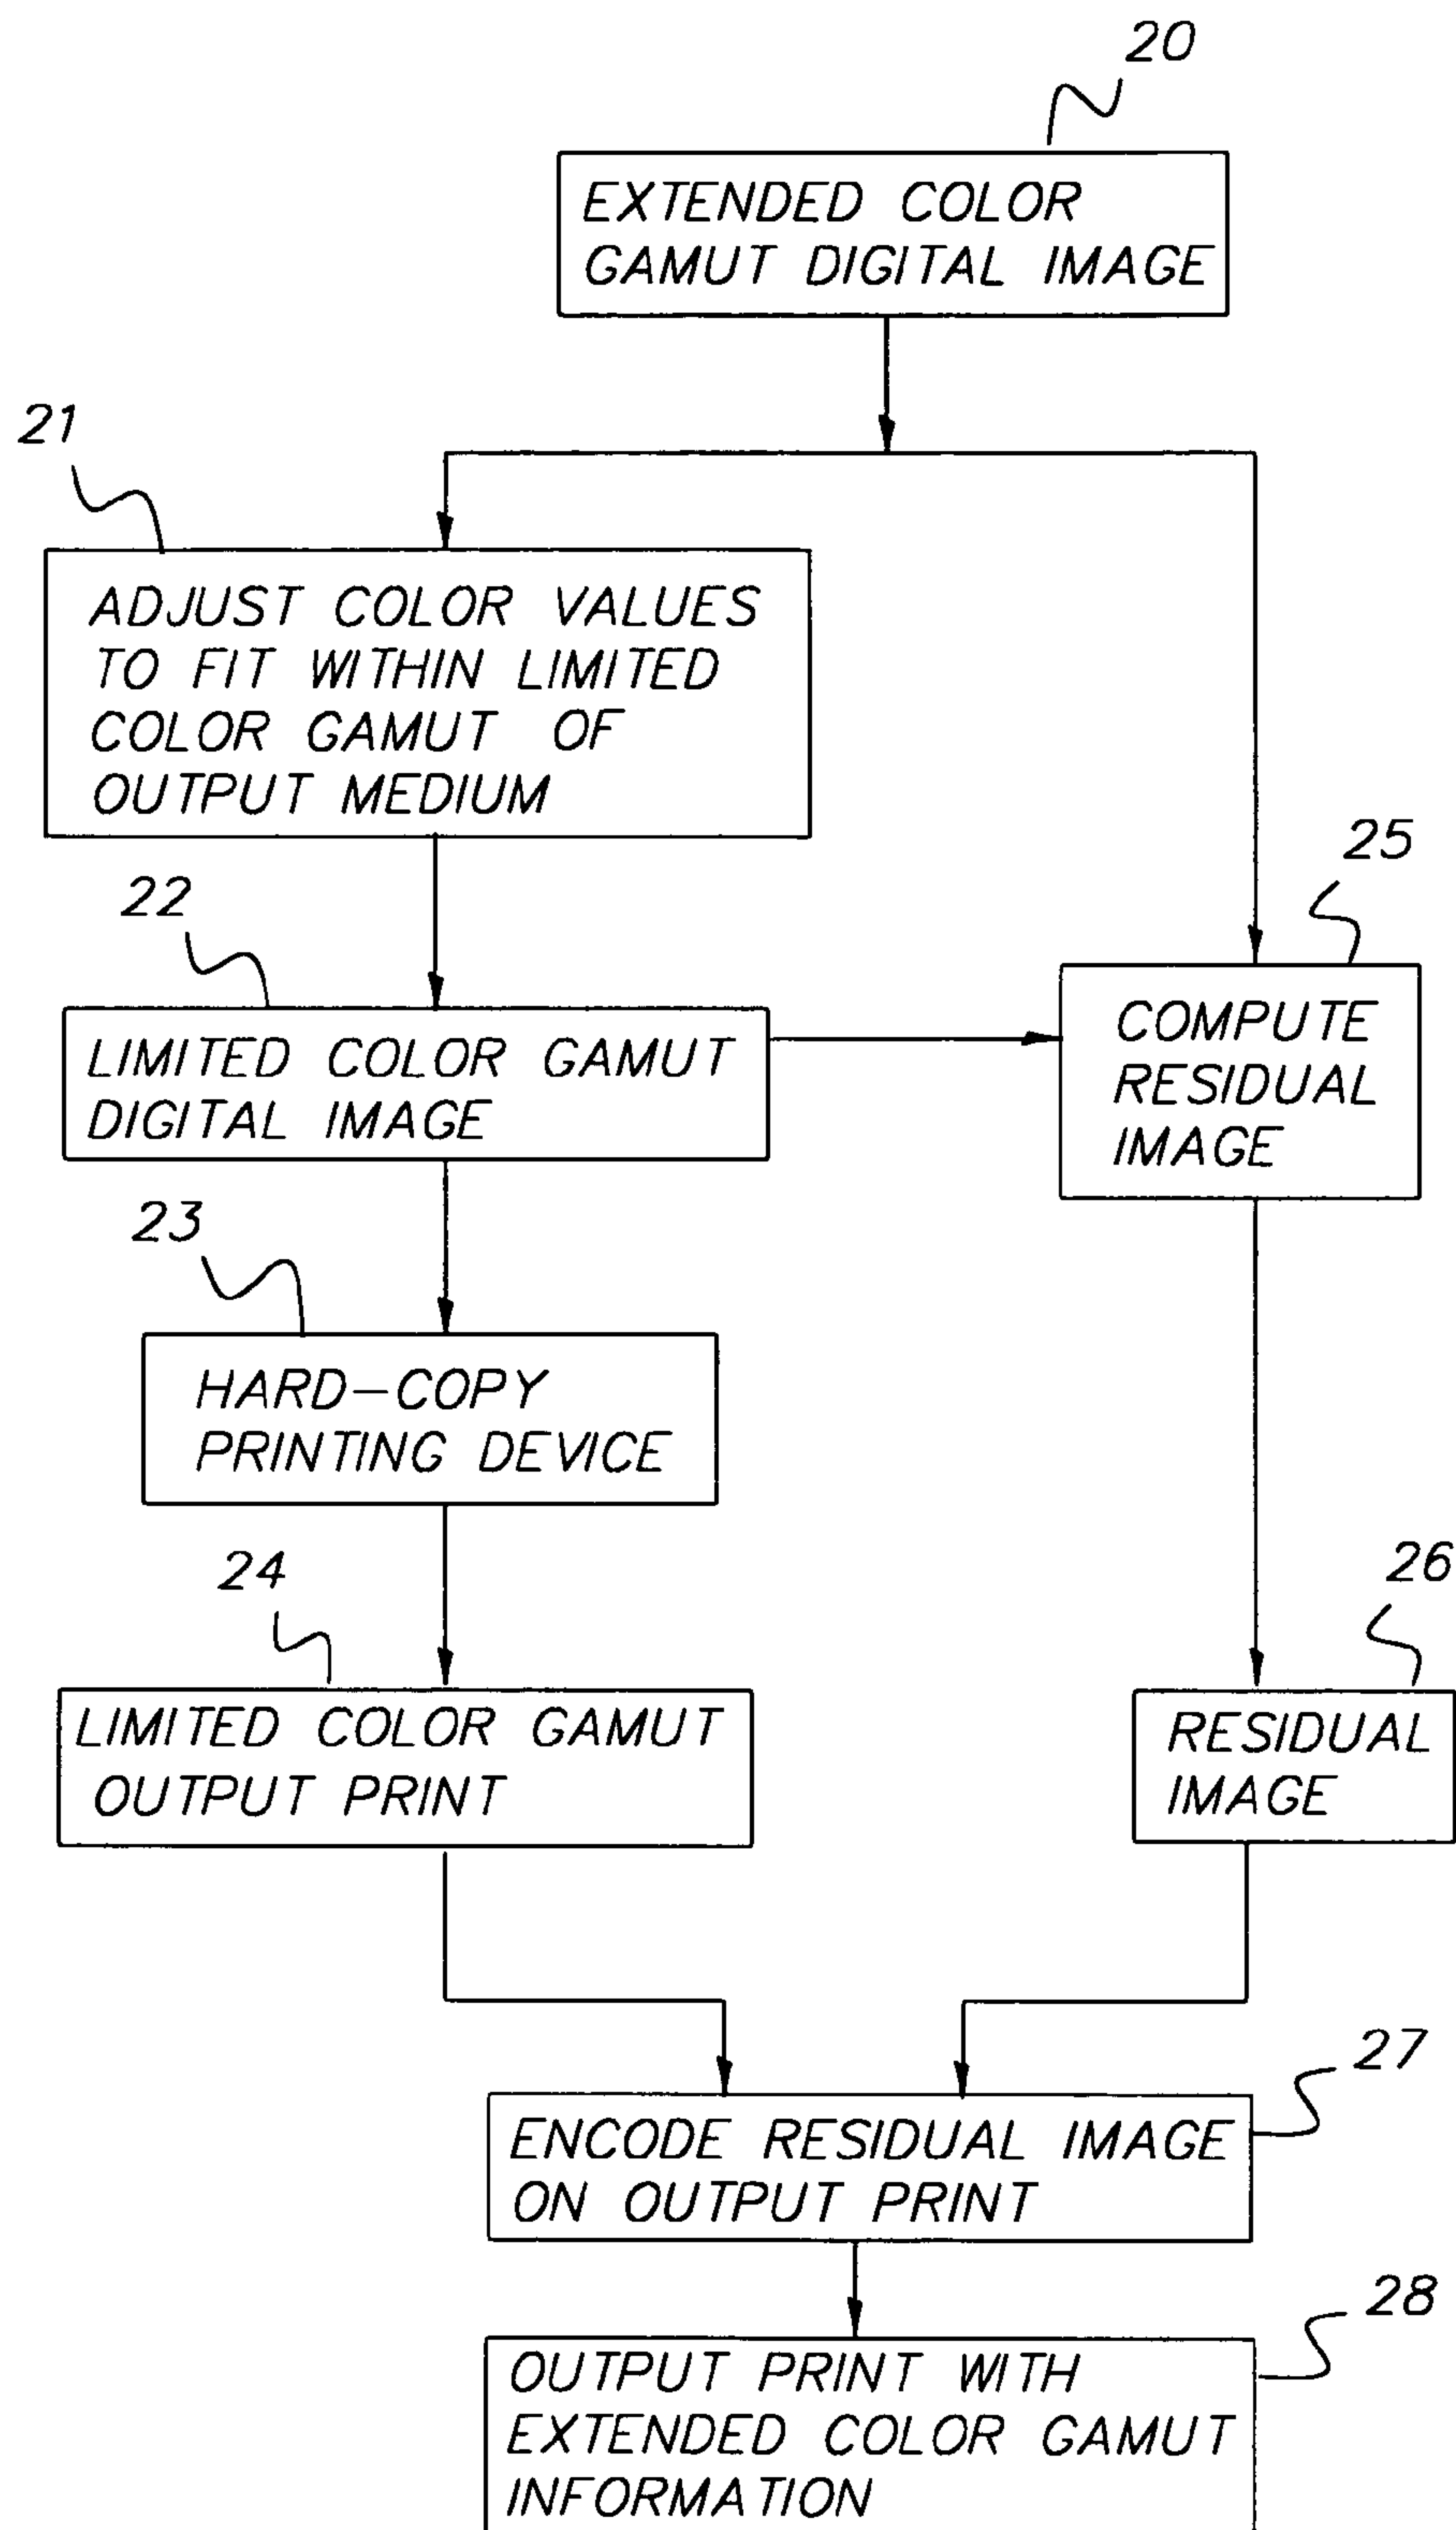 20
EXTENDED COLOR
GAMUT DIGITAL IMAGE
21
ADJUST COLOR VALUES
TO FIT WITHIN LIMITED
COLOR GAMUT OF
OUTPUT MEDIUM
22
LIMITED COLOR GAMUT
DIGITAL IMAGE
25
COMPUTE
RESIDUAL
IMAGE
23
HARD-COPY
PRINTING DEVICE
24
LIMITED COLOR GAMUT
OUTPUT PRINT
26
RESIDUAL
IMAGE
27
ENCODE RESIDUAL IMAGE
ON OUTPUT PRINT
28
OUTPUT PRINT WITH
EXTENDED COLOR GAMUT
INFORMATION